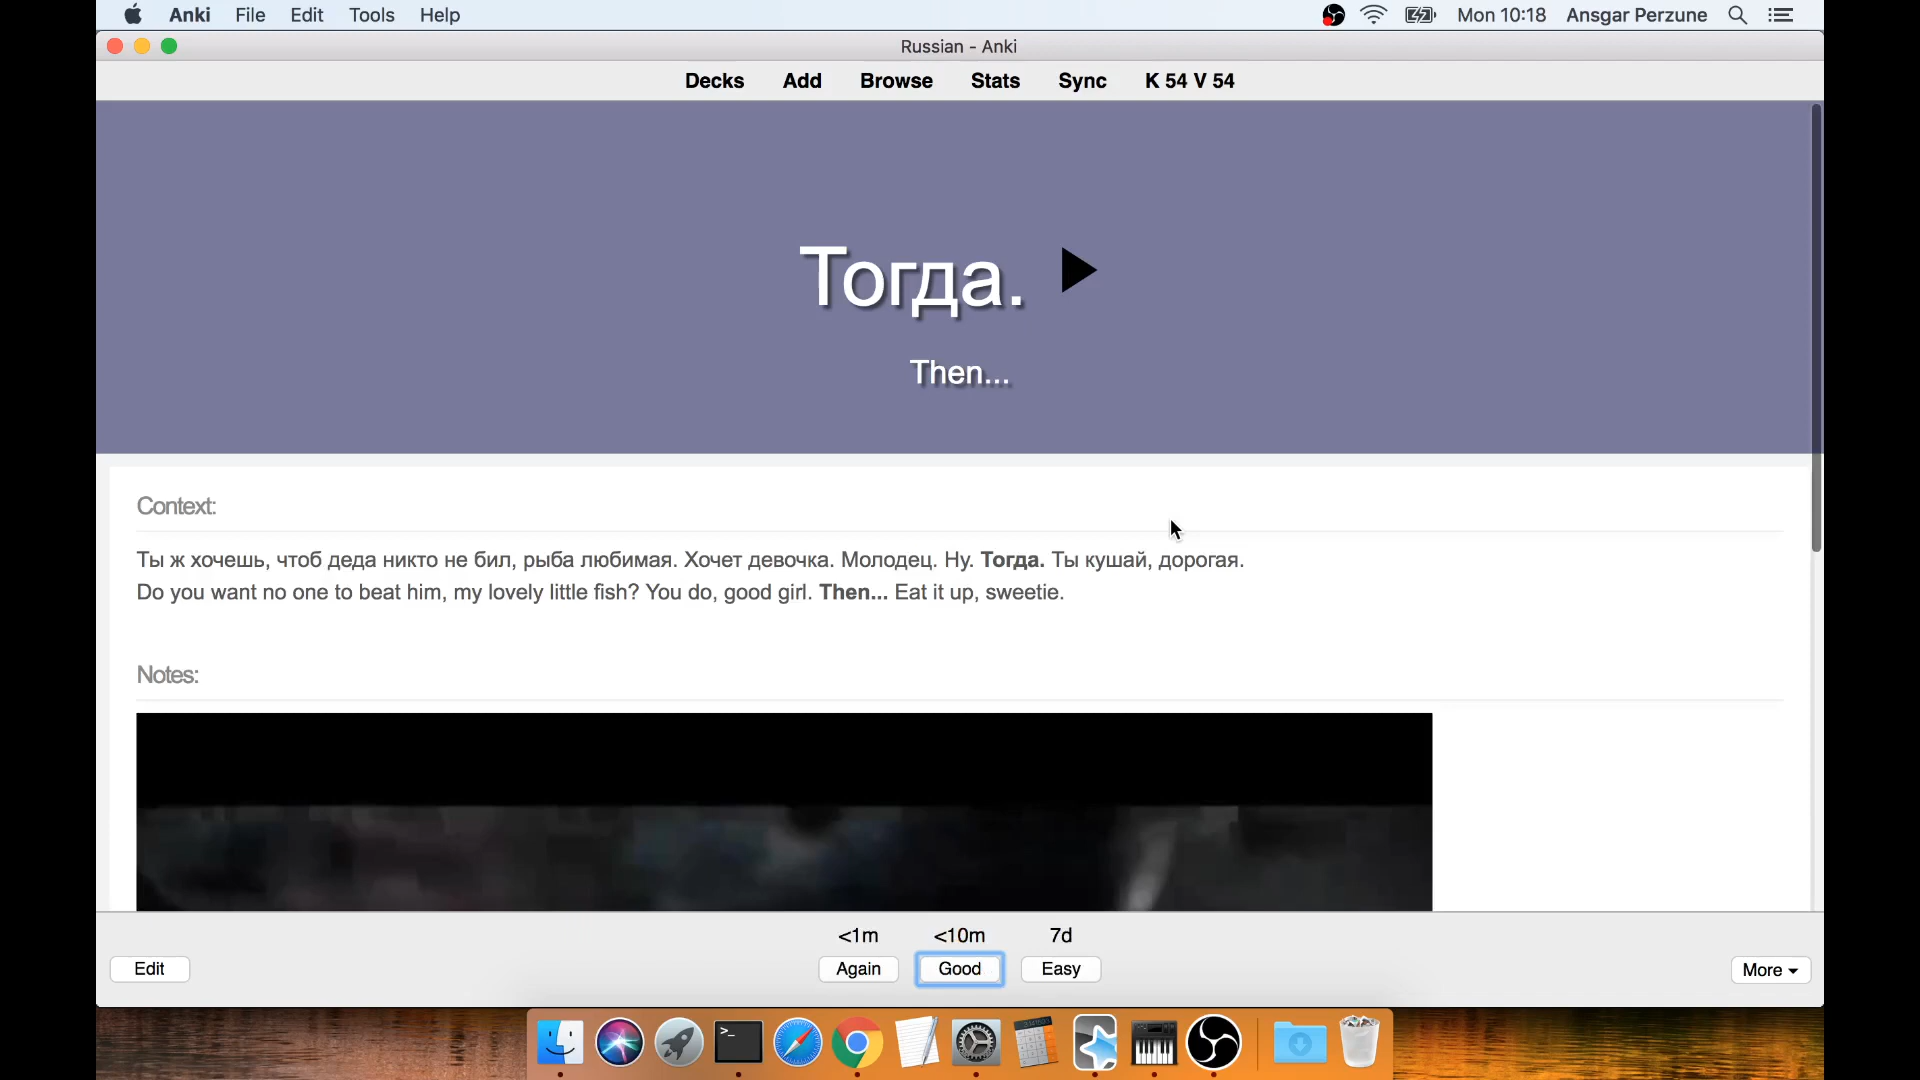 Anki File Edit Tools Help Mon 10:18 Ansgar Perzune
Russian - Anki
Decks Add Browse Stats Sync K 54 V 54
Тогда.
Then...
Context:
Ты ж хочешь, чтоб деда никто не бил, рыба любимая. Хочет девочка. Молодец. Ну. Тогда. Ты кушай, дорогая.
Do you want no one to beat him, my lovely little fish? You do, good girl. Then... Eat it up, sweetie.
Notes:
<1m <10m 7d
Edit Again Good Easy More